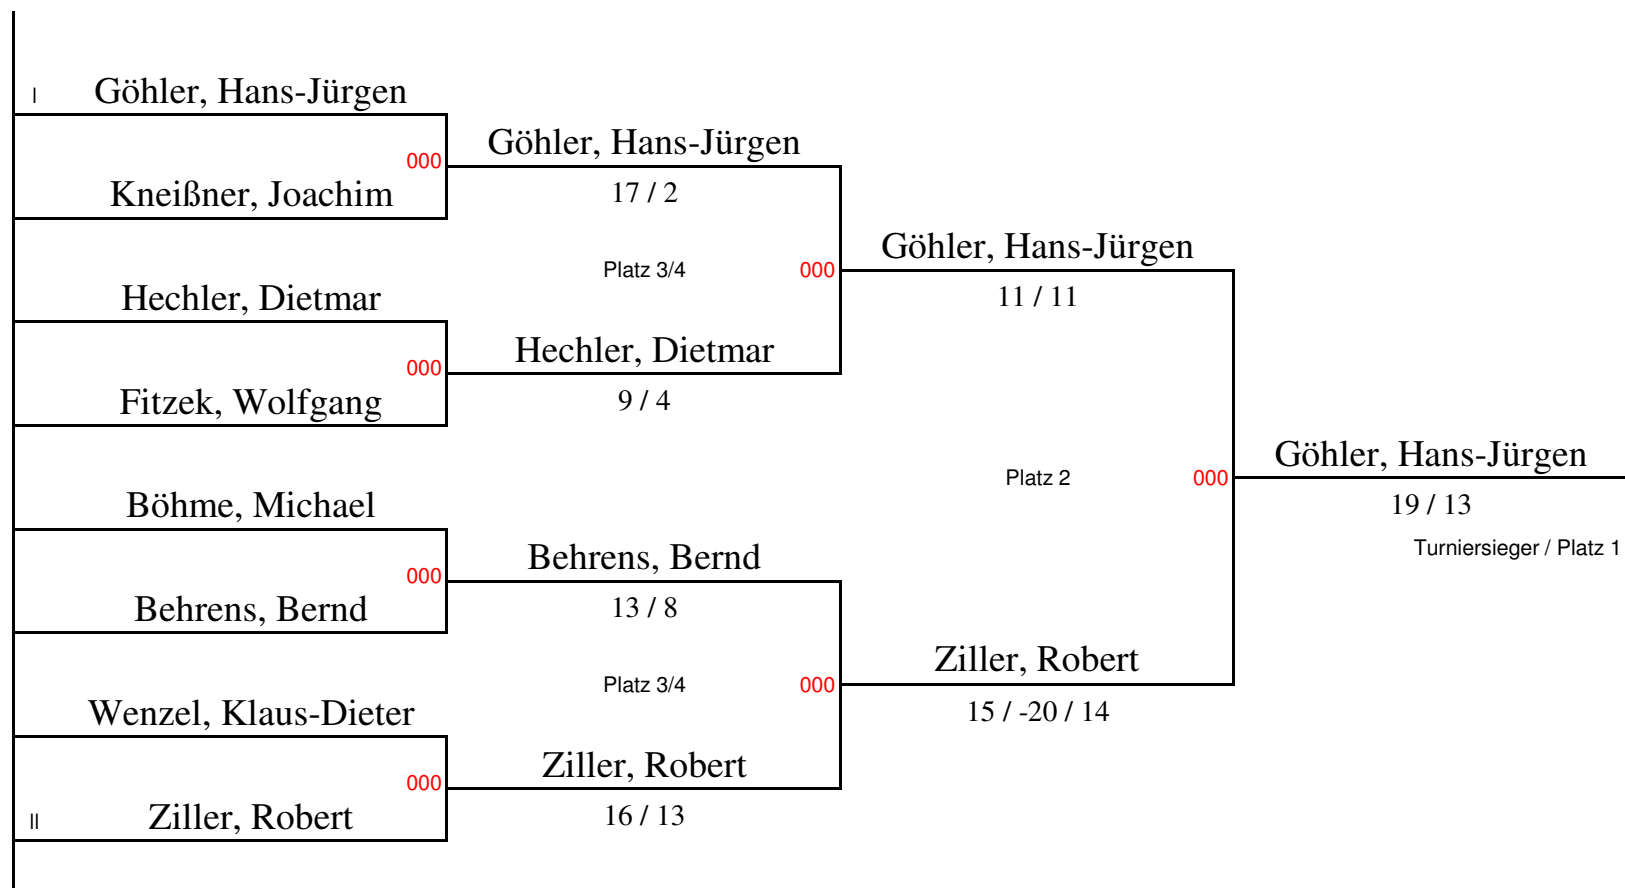 I
Göhler, Hans-Jürgen
000
Kneißner, Joachim
Göhler, Hans-Jürgen
17 / 2
Hechler, Dietmar
000
Fitzek, Wolfgang
Platz 3/4
000
Hechler, Dietmar
9 / 4
Göhler, Hans-Jürgen
11 / 11
Böhme, Michael
000
Behrens, Bernd
Behrens, Bernd
13 / 8
Wenzel, Klaus-Dieter
000
II
Ziller, Robert
Platz 3/4
000
Ziller, Robert
16 / 13
Ziller, Robert
15 / -20 / 14
Platz 2
000
Göhler, Hans-Jürgen
19 / 13
Turniersieger / Platz 1